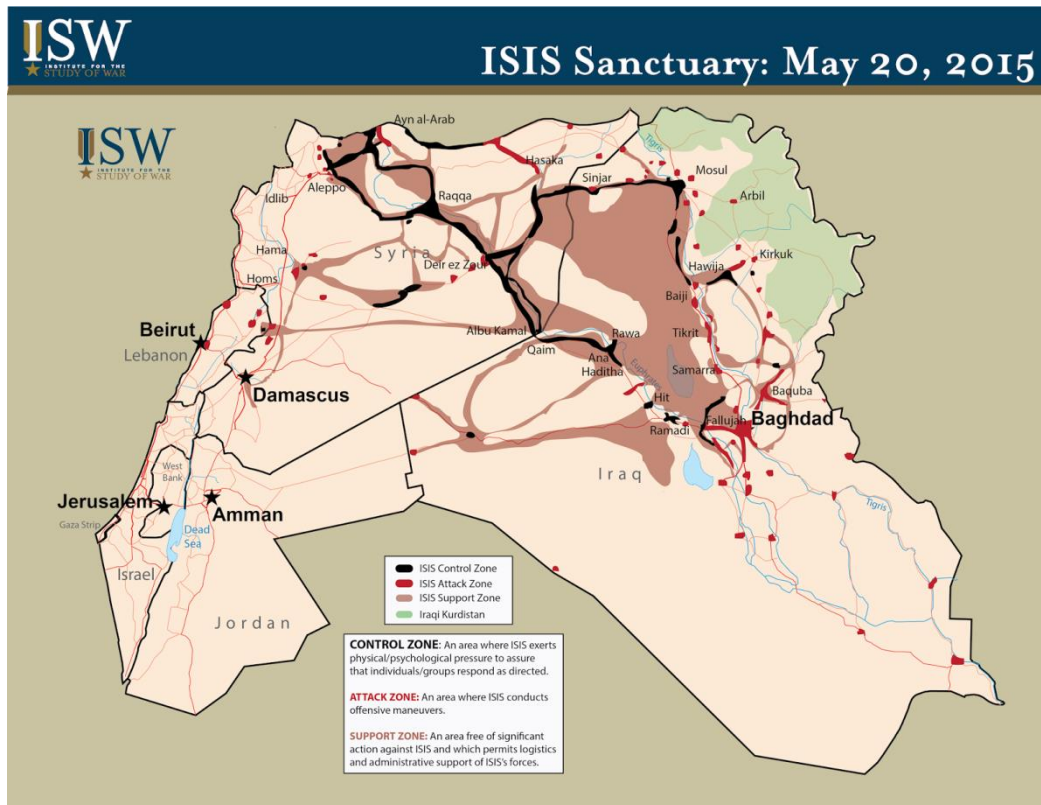 ISW
INSTITUTE FOR THE
STUDY OF WAR
ISIS Sanctuary: May 20, 2015
ISW
INSTITUTE FOR THE
STUDY OF WAR
Ayn al-Arab
Tigris
Hasaka
Mosul
Sinjar
Aleppo
Raqqa
Arbil
Idlib
Hama
Syria
Kirkuk
Deir ez Zour
Hawija
Homs
Baiji
Beirut
Albu Kamal
Rawa
Tikrit
Lebanon
Qaim
Ana
Haditha
Euphrates
Samarra
Damascus
Hit
Baquba
Fallujah
Baghdad
Ramadi
West
Bank
Iraq
Jerusalem
Amman
Tigris
Gaza Strip
Dead
Sea
Israel
Jordan
ISIS Control Zone
ISIS Attack Zone
ISIS Support Zone
Iraqi Kurdistan
CONTROL ZONE: An area where ISIS exerts
physical/psychological pressure to assure
that individuals/groups respond as directed.
ATTACK ZONE: An area where ISIS conducts
offensive maneuvers.
SUPPORT ZONE: An area free of significant
action against ISIS and which permits logistics
and administrative support of ISIS's forces.